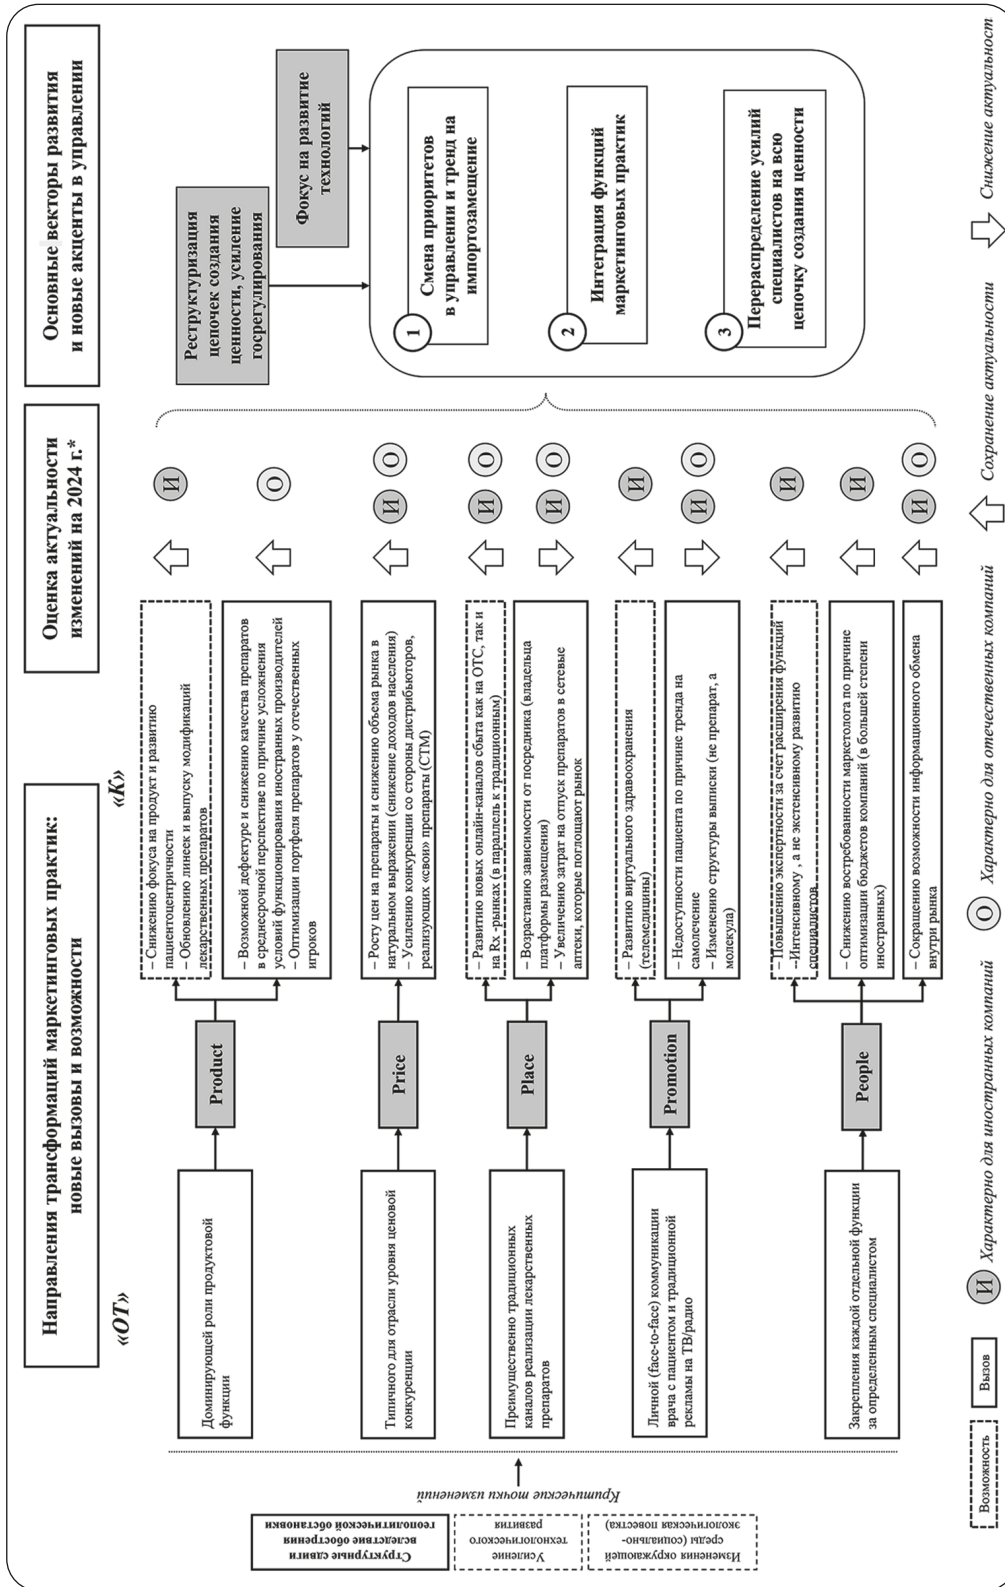 Направления трансформаций маркетинговых практик:
новые вызовы и возможности
Оценка актуальности
изменений на 2024 г.*
Основные векторы развития
и новые акценты в управлении
«ОТ»
«К»
Структурные сдвиги
вследствие обострения
геополитической обстановки
Усиление
технологического
развития
Изменения окружающей
среды (социально-
экологическая повестка)
Критические точки изменений
Доминирующей роли продуктовой
функции
Product
– Снижению фокуса на продукт и развитию
пациентоцентричности
– Обновлению линеек и выпуску модификаций
лекарственных препаратов
И
– Возможной дефектуре и снижению качества препаратов
в среднесрочной перспективе по причине усложнения
условий функционирования иностранных производителей
– Оптимизации портфеля препаратов у отечественных
игроков
О
Типичного для отрасли уровня ценовой
конкуренции
Price
– Росту цен на препараты и снижению объема рынка в
натуральном выражении (снижение доходов населения)
– Усилению конкуренции со стороны дистрибьюторов,
реализующих «свои» препараты (СТМ)
И О
Преимущественно традиционных
каналов реализации лекарственных
препаратов
Place
– Развитию новых онлайн-каналов сбыта как на ОТС, так и
на Rx -рынках (в параллель к традиционным)
И О
– Возрастанию зависимости от посредника (владельца
платформы размещения)
– Увеличению затрат на отпуск препаратов в сетевые
аптеки, которые поглощают рынок
И О
Личной (face-to-face) коммуникации
врача с пациентом и традиционной
рекламы на ТВ/радио
Promotion
– Развитию виртуального здравоохранения
(телемедицины)
И
– Недоступности пациента по причине тренда на
самолечение
– Изменению структуры выписки (не препарат, а
молекула)
И О
Закрепления каждой отдельной функции
за определенным специалистом
People
– Повышению экспертности за счет расширения функций
--Интенсивному , а не экстенсивному развитию
специалистов
И
– Снижению востребованности маркетолога по причине
оптимизации бюджетов компаний (в большей степени
иностранных)
И
– Сокращению возможности информационного обмена
внутри рынка
И О
Реструктуризация
цепочек создания
ценности, усиление
госрегулирования
Фокус на развитие
технологий
1
Смена приоритетов
в управлении и тренд на
импортозамещение
2
Интеграция функций
маркетинговых практик
3
Перераспределение усилий
специалистов на всю
цепочку создания ценности
Возможность
Вызов
И Характерно для иностранных компаний
О Характерно для отечественных компаний
Сохранение актуальности
Снижение актуальност